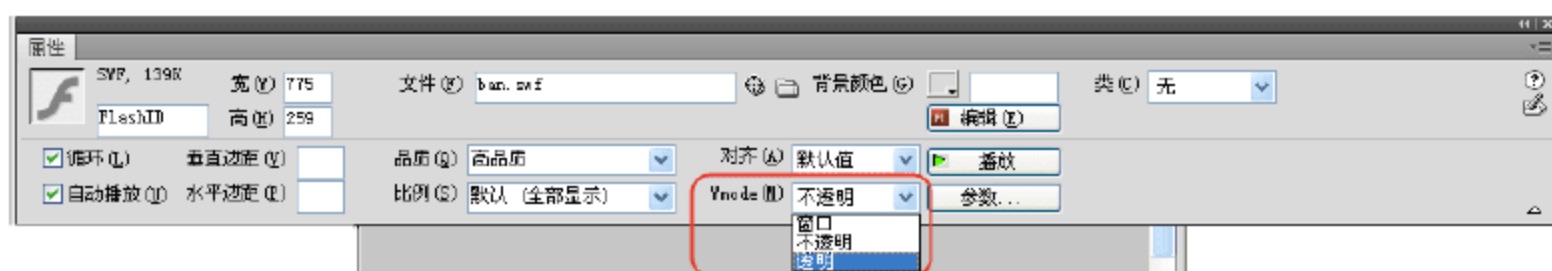 属性
SWF, 139K 宽(W) 775 文件(F) ban.swf 背景颜色(G) 类(C) 无
FlashID 高(H) 259 编辑(E)
循环(L) 垂直边距(V) 品质(Q) 高品质 对齐(A) 默认值 播放
自动播放(U) 水平边距(P) 比例(S) 默认 (全部显示) Wmode(M) 不透明 参数...
窗口
不透明
透明